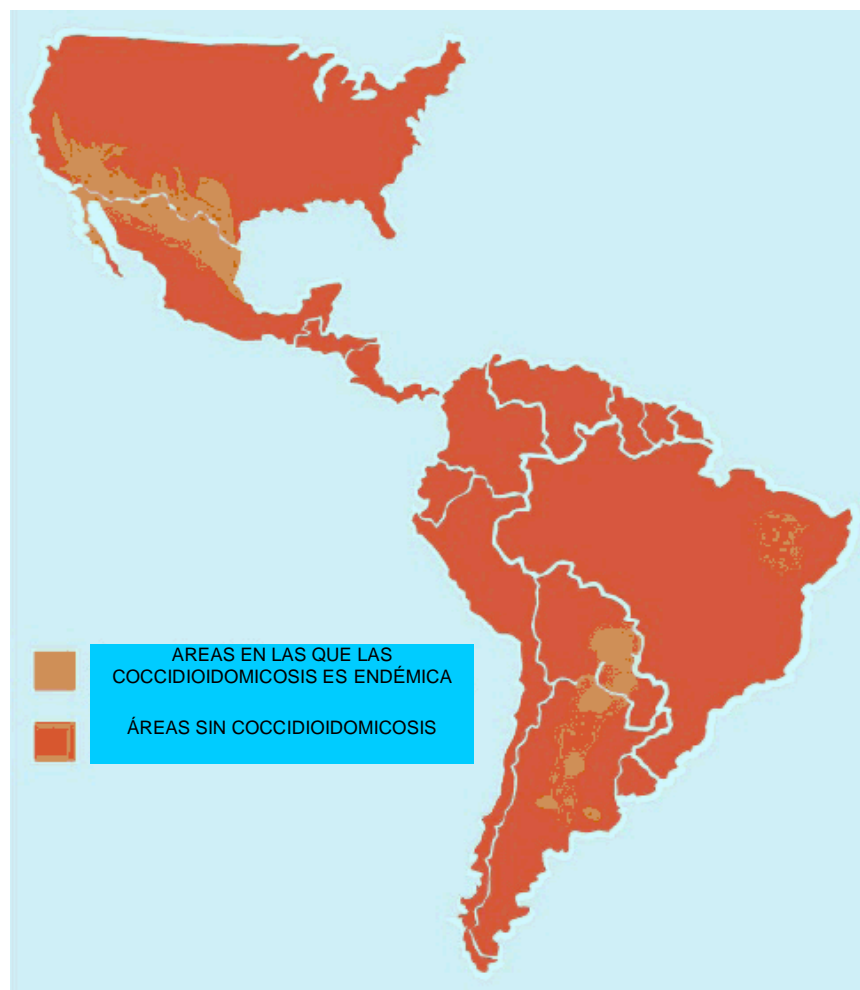 AREAS EN LAS QUE LAS
COCCIDIOIDOMICOSIS ES ENDÉMICA
ÁREAS SIN COCCIDIOIDOMICOSIS